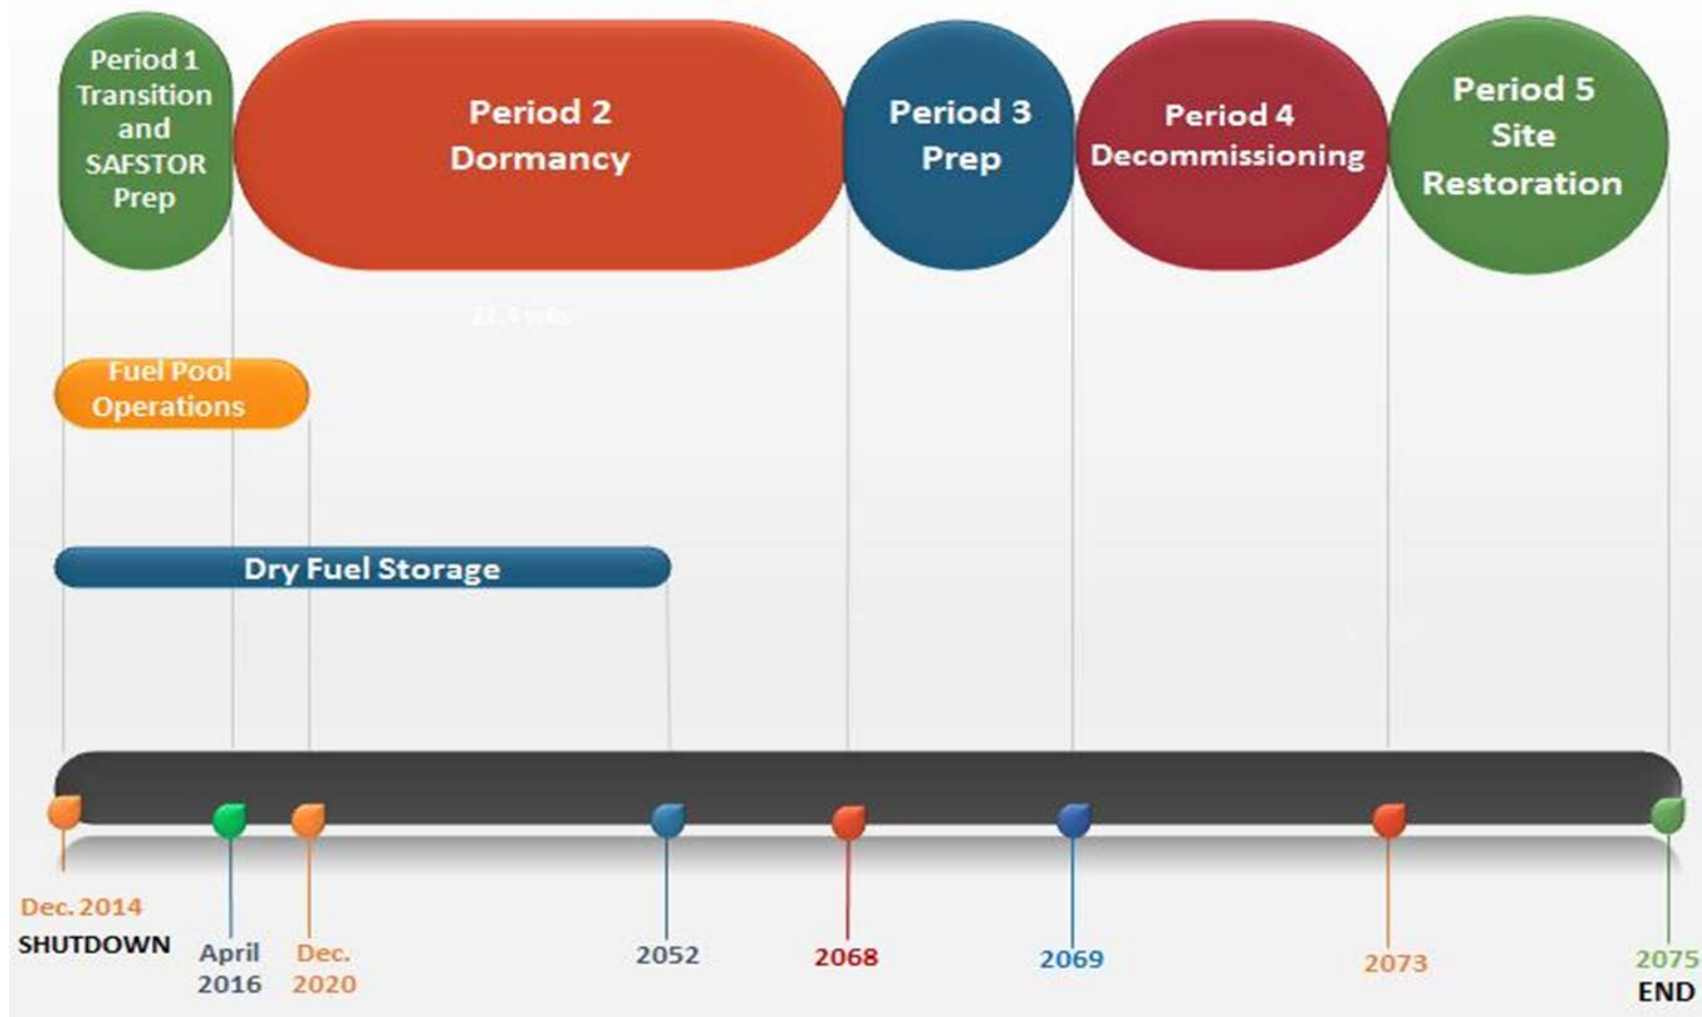 Period 1
Transition
and
SAFSTOR
Prep
Period 2
Dormancy
Period 3
Prep
Period 4
Decommissioning
Period 5
Site
Restoration
Fuel Pool
Operations
Dry Fuel Storage
Dec. 2014
SHUTDOWN
April
2016
Dec.
2020
2052
2068
2069
2073
2075
END